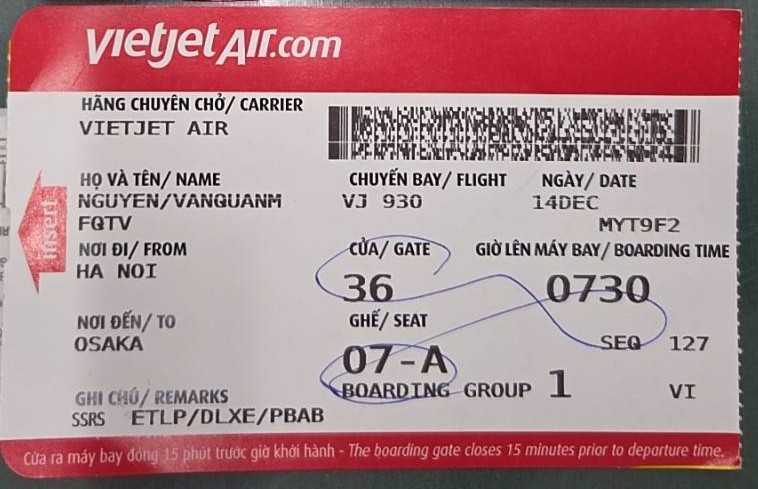 vietjetAir.com
HÃNG CHUYÊN CHỞ/ CARRIER
VIETJET AIR
HỌ VÀ TÊN/ NAME
NGUYEN/VANQUANM
FQTV
CHUYẾN BAY/ FLIGHT
VJ 930
NGÀY/ DATE
14DEC
MYT9F2
insert
NƠI ĐI/ FROM
HA NOI
CỬA/ GATE
36
GIỜ LÊN MÁY BAY/ BOARDING TIME
0730
NƠI ĐẾN/ TO
OSAKA
GHẾ/ SEAT
07-A
SEQ 127
BOARDING GROUP 1 VI
GHI CHÚ/ REMARKS
SSRS ETLP/DLXE/PBAB
Cửa ra máy bay đóng 15 phút trước giờ khởi hành - The boarding gate closes 15 minutes prior to departure time.